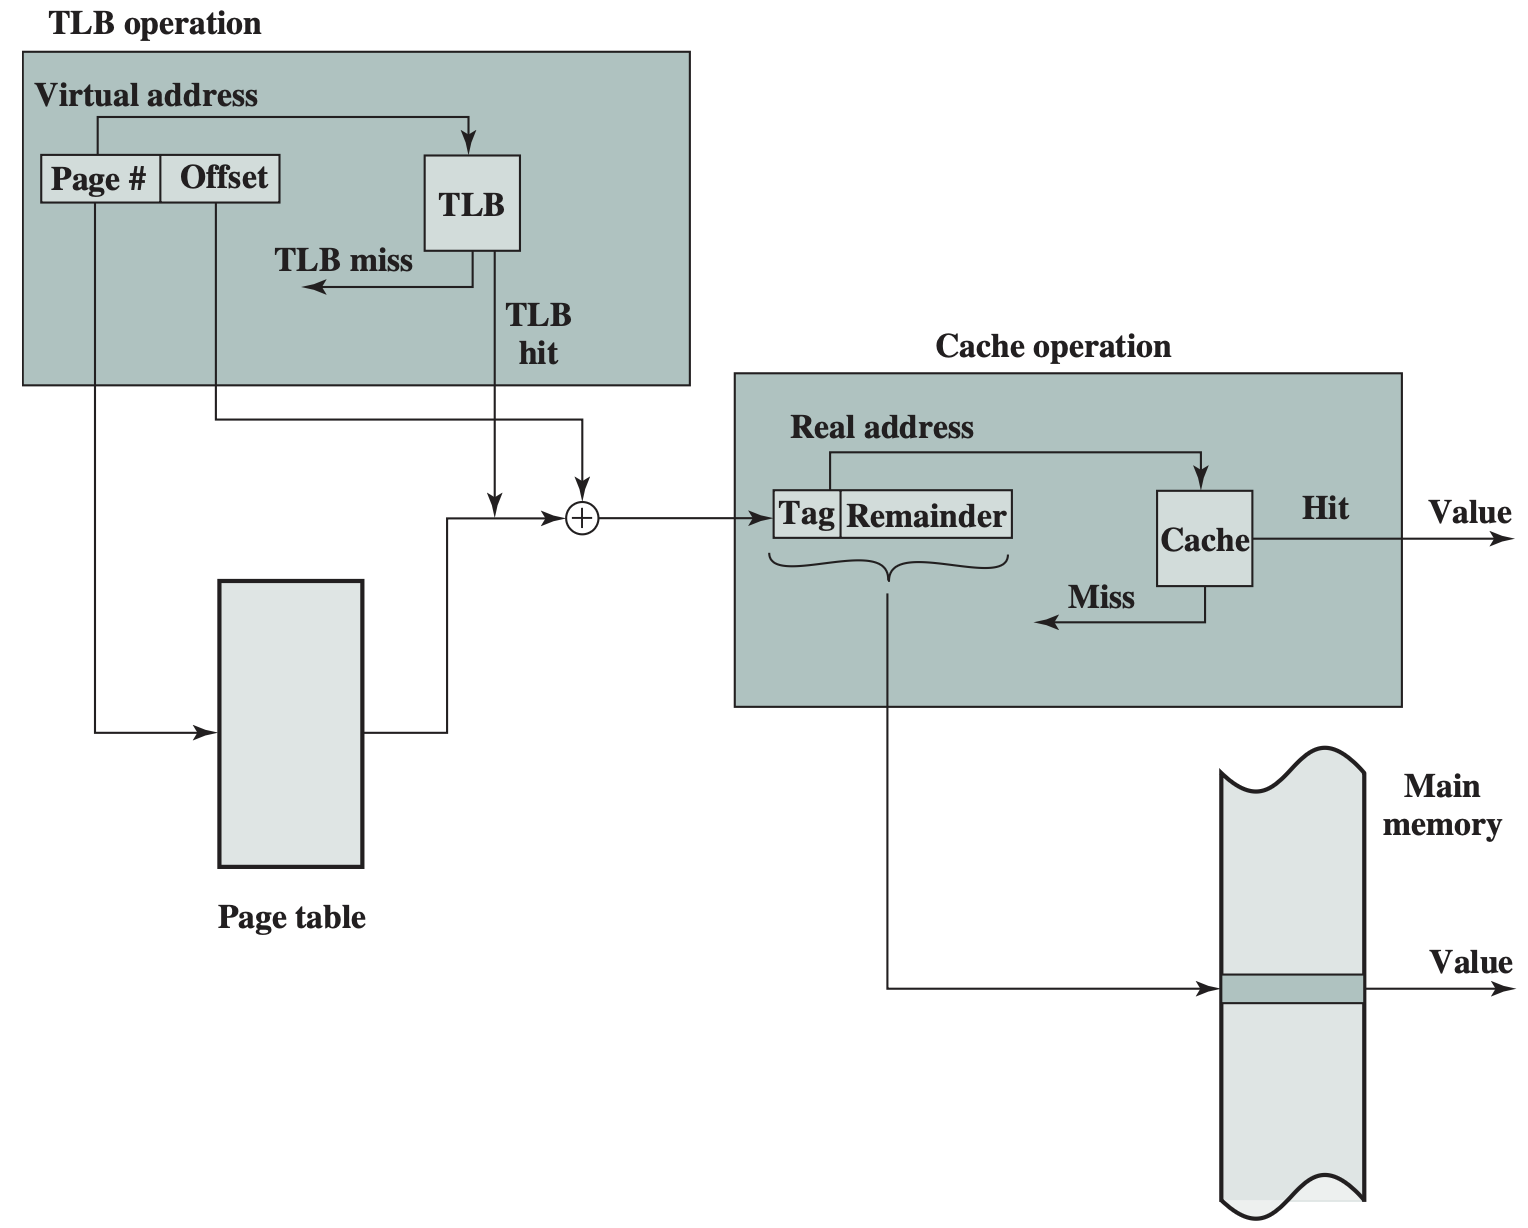 TLB operation
Virtual address
Page #
Offset
TLB
TLB miss
TLB
hit
Cache operation
Real address
Tag
Remainder
Cache
Hit
Value
Miss
Page table
Main
memory
Value